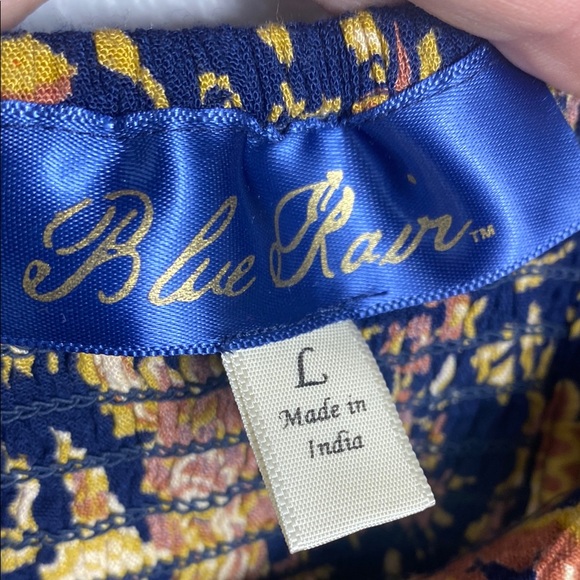 Blue Rain™
L
Made in
India